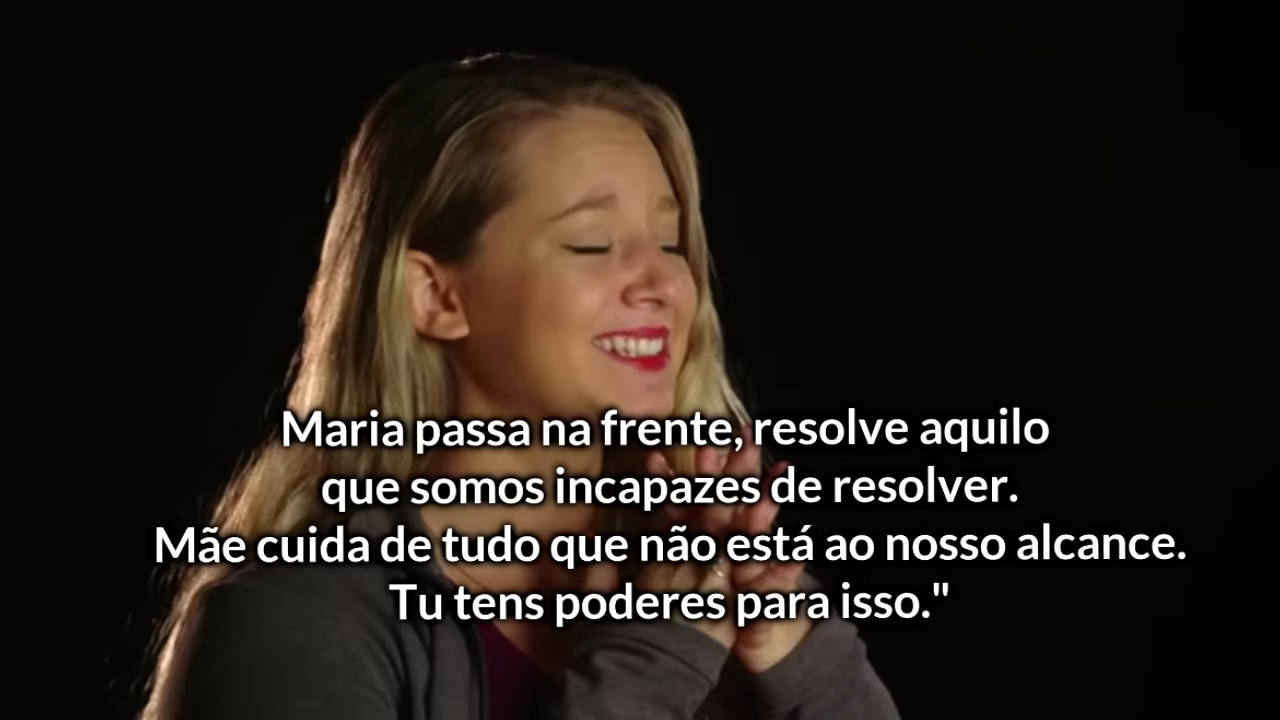 Maria passa na frente, resolve aquilo
que somos incapazes de resolver.
Mãe cuida de tudo que não está ao nosso alcance.
Tu tens poderes para isso."